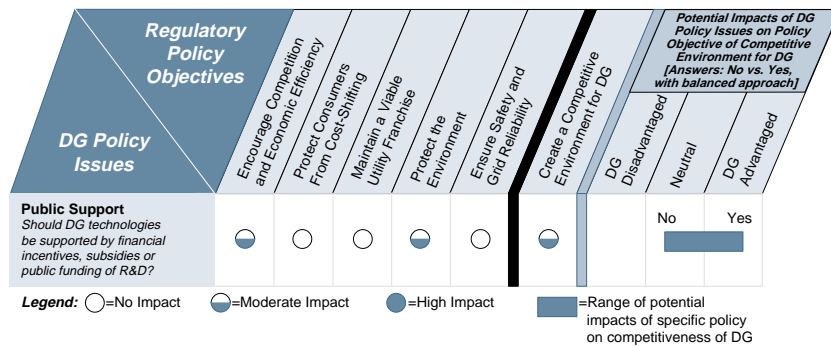 Regulatory
Policy
Objectives
DG Policy
Issues
Encourage Competition
and Economic Efficiency
Protect Consumers
From Cost-Shifting
Maintain a Viable
Utility Franchise
Protect the
Environment
Ensure Safety and
Grid Reliability
Create a Competitive
Environment for DG
Potential Impacts of DG
Policy Issues on Policy
Objective of Competitive
Environment for DG
[Answers: No vs. Yes,
with balanced approach]
DG
Disadvantaged
Neutral
DG
Advantaged
Public Support
Should DG technologies
be supported by financial
incentives, subsidies or
public funding of R&D?
No Yes
Legend: =No Impact =Moderate Impact =High Impact =Range of potential
impacts of specific policy
on competitiveness of DG